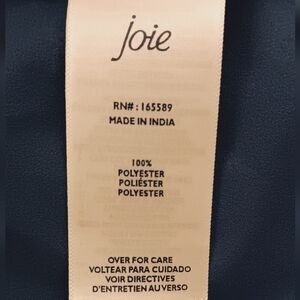 joie
RN#: 165589
MADE IN INDIA
100%
POLYESTER
POLIÉSTER
POLYESTER
OVER FOR CARE
VOLTEAR PARA CUIDADO
VOIR DIRECTIVES
D'ENTRETIEN AU VERSO